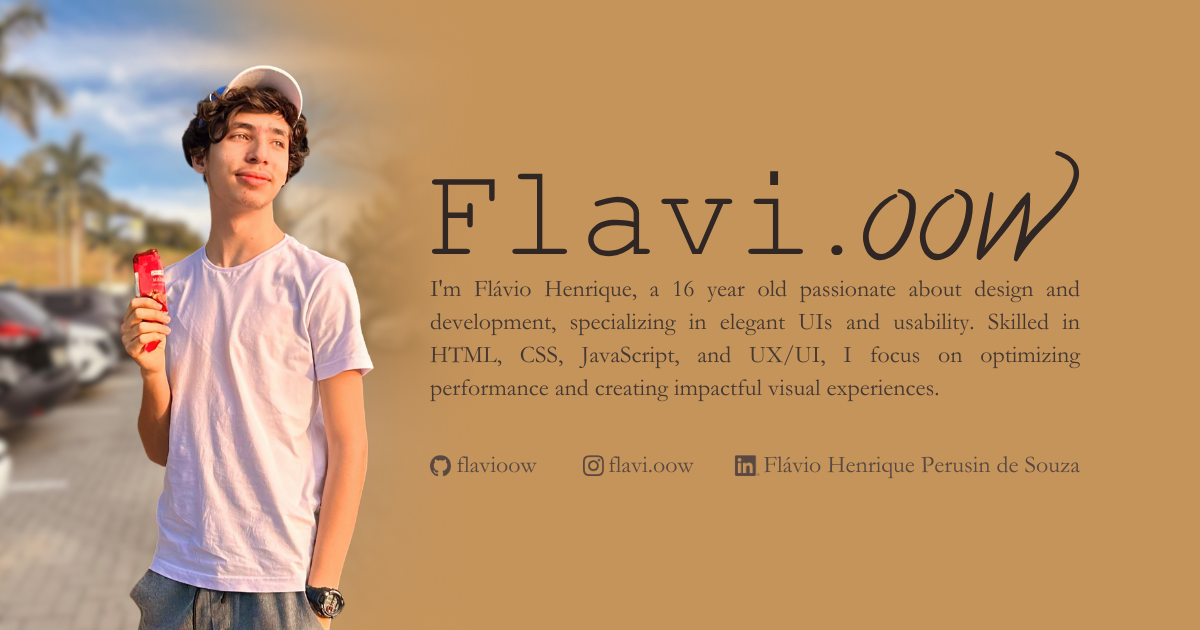 Flavi.oow
I'm Flávio Henrique, a 16 year old passionate about design and
development, specializing in elegant UIs and usability. Skilled in
HTML, CSS, JavaScript, and UX/UI, I focus on optimizing
performance and creating impactful visual experiences.
flavioow flavi.oow Flávio Henrique Perusin de Souza